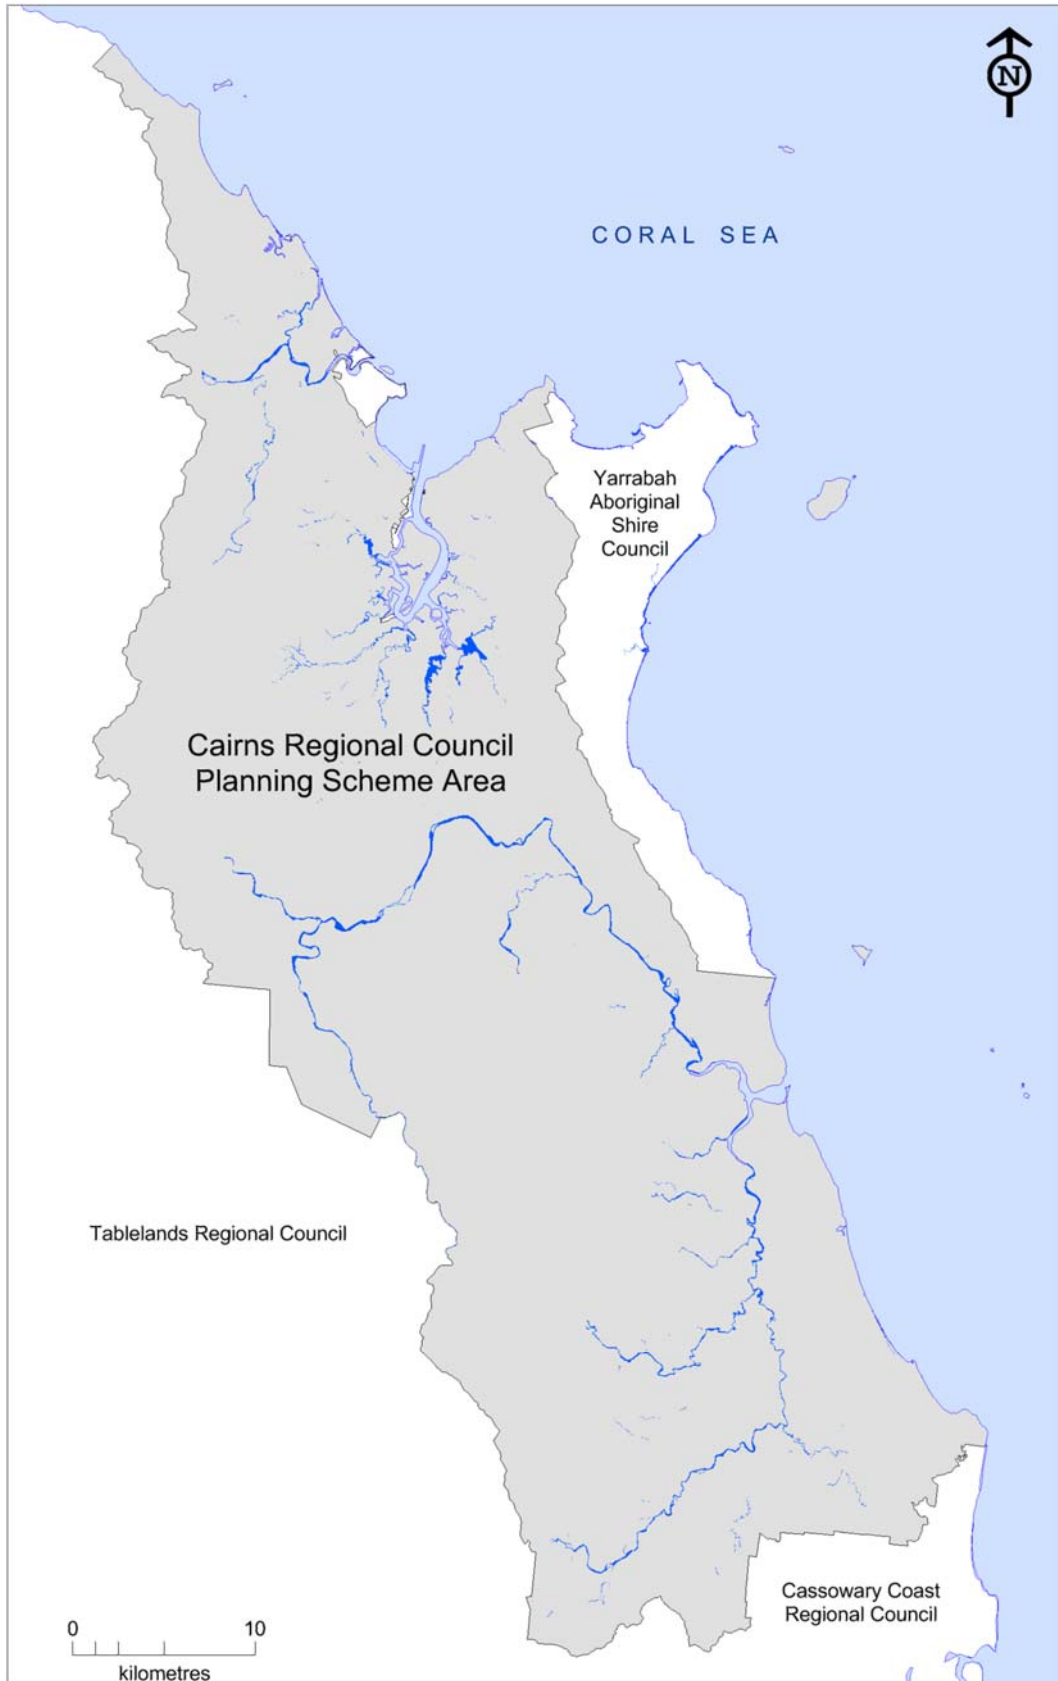 N
CORAL SEA
Yarrabah
Aboriginal
Shire
Council
Cairns Regional Council
Planning Scheme Area
Tablelands Regional Council
Cassowary Coast
Regional Council
0 10
kilometres